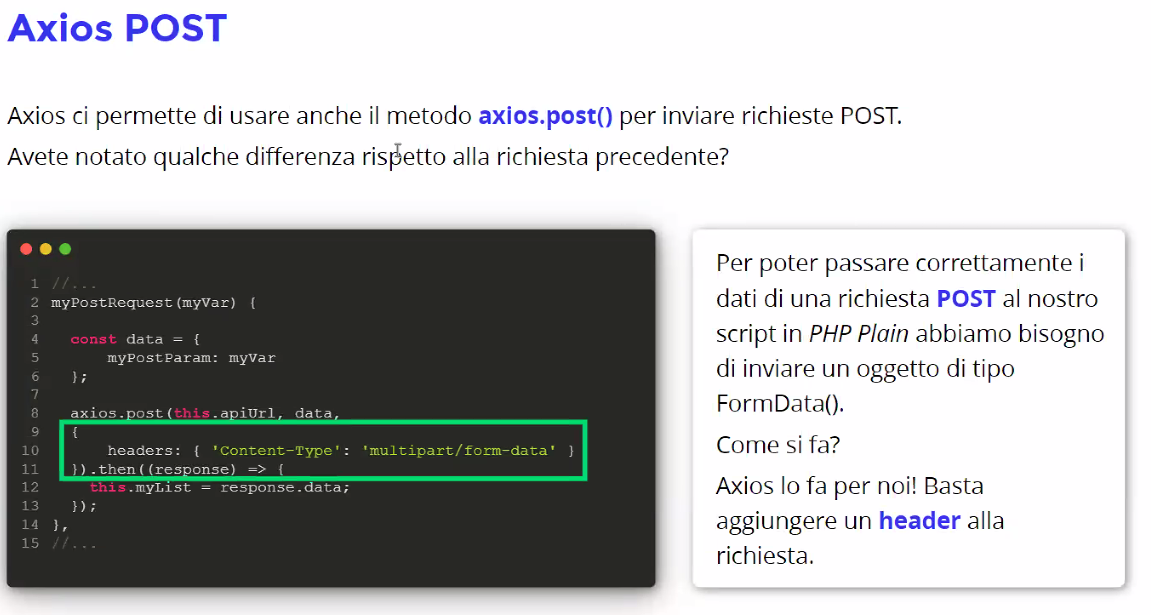 Axios POST
Axios ci permette di usare anche il metodo axios.post() per inviare richieste POST.
Avete notato qualche differenza rispetto alla richiesta precedente?
1 //...
2 myPostRequest(myVar) {
3
4 const data = {
5 myPostParam: myVar
6 };
7
8 axios.post(this.apiUrl, data,
9 {
10 headers: { 'Content-Type': 'multipart/form-data' }
11 }).then((response) => {
12 this.myList = response.data;
13 });
14 },
15 //...
Per poter passare correttamente i
dati di una richiesta POST al nostro
script in PHP Plain abbiamo bisogno
di inviare un oggetto di tipo
FormData().
Come si fa?
Axios lo fa per noi! Basta
aggiungere un header alla
richiesta.